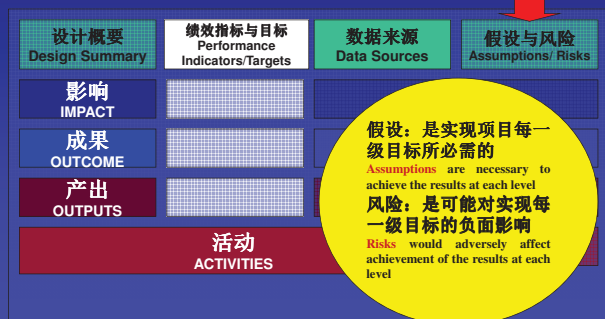 设计概要
Design Summary
绩效指标与目标
Performance
Indicators/Targets
数据来源
Data Sources
假设与风险
Assumptions/ Risks
影响
IMPACT
成果
OUTCOME
产出
OUTPUTS
活动
ACTIVITIES
假设：是实现项目每一
级目标所必需的
Assumptions are necessary to
achieve the results at each level
风险：是可能对实现每
一级目标的负面影响
Risks would adversely affect
achievement of the results at each
level